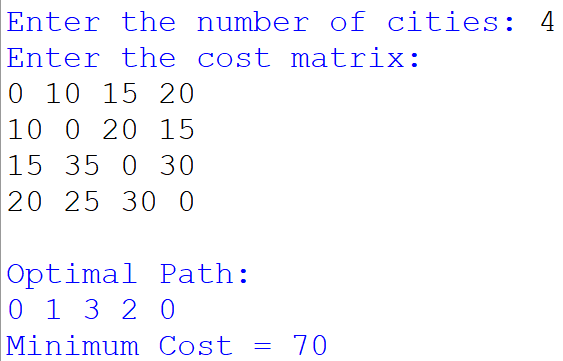 Enter the number of cities: 4
Enter the cost matrix:
0 10 15 20
10 0 20 15
15 35 0 30
20 25 30 0
Optimal Path:
0 1 3 2 0
Minimum Cost = 70